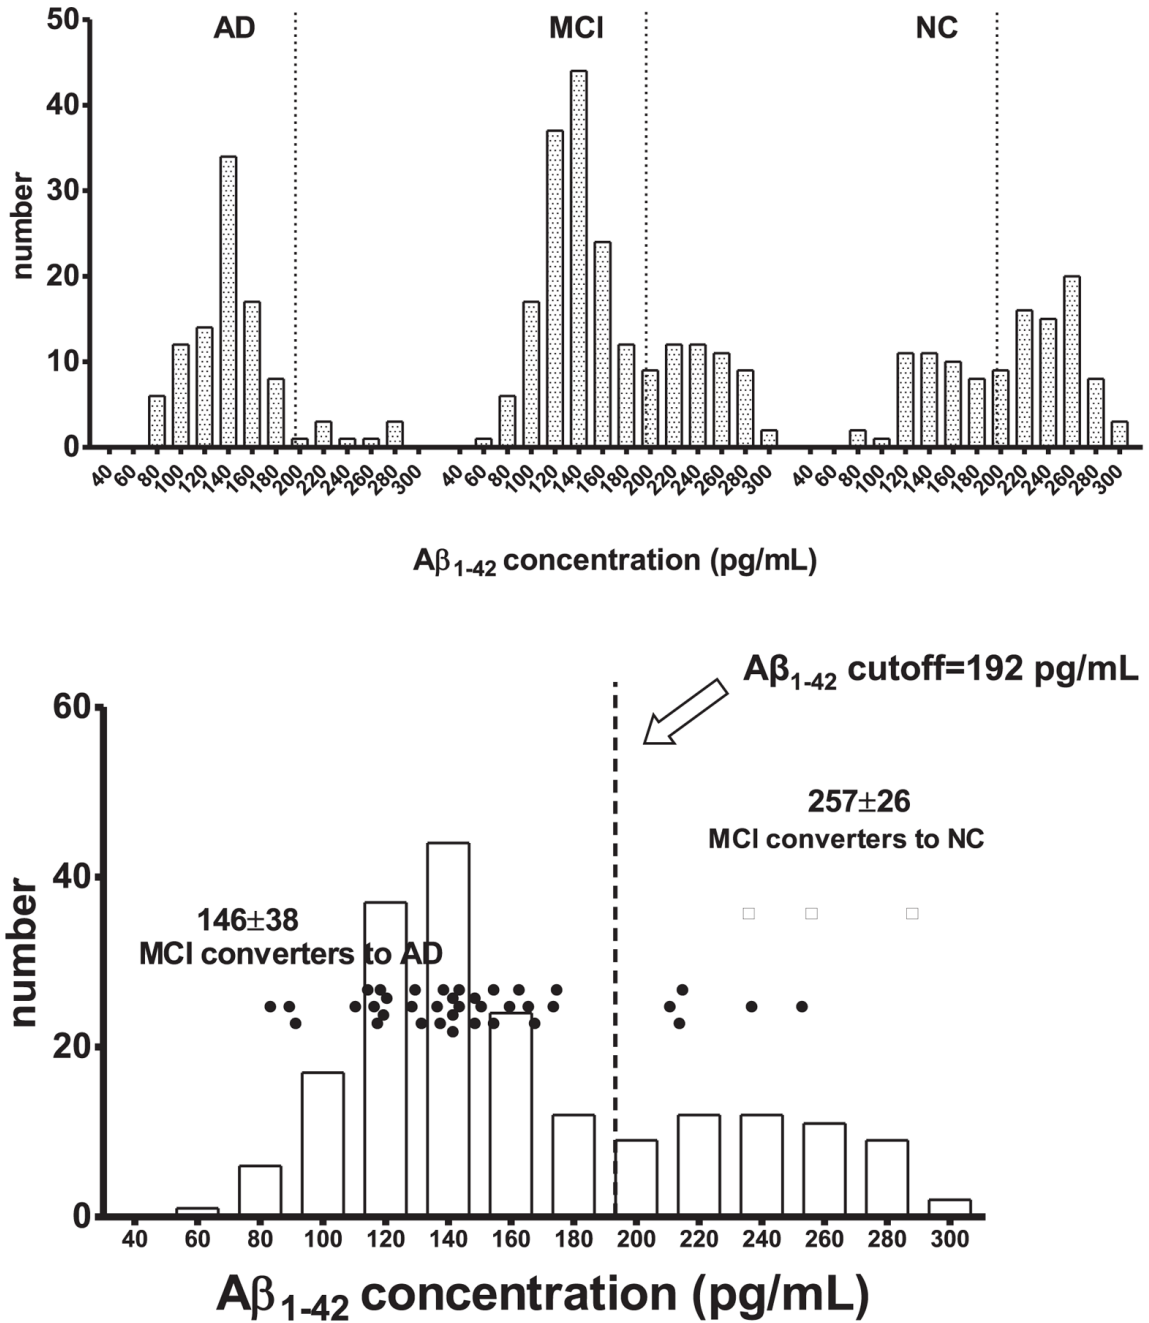 AD MCI NC
50
40
30
20
10
0
number
40 60 80 100 120 140 160 180 200 220 240 260 280 300 40 60 80 100 120 140 160 180 200 220 240 260 280 300 40 60 80 100 120 140 160 180 200 220 240 260 280 300
Aβ1-42 concentration (pg/mL)
Aβ1-42 cutoff=192 pg/mL
60
257±26
MCI converters to NC
40
146±38
MCI converters to AD
number
20
0
40 60 80 100 120 140 160 180 200 220 240 260 280 300
Aβ1-42 concentration (pg/mL)